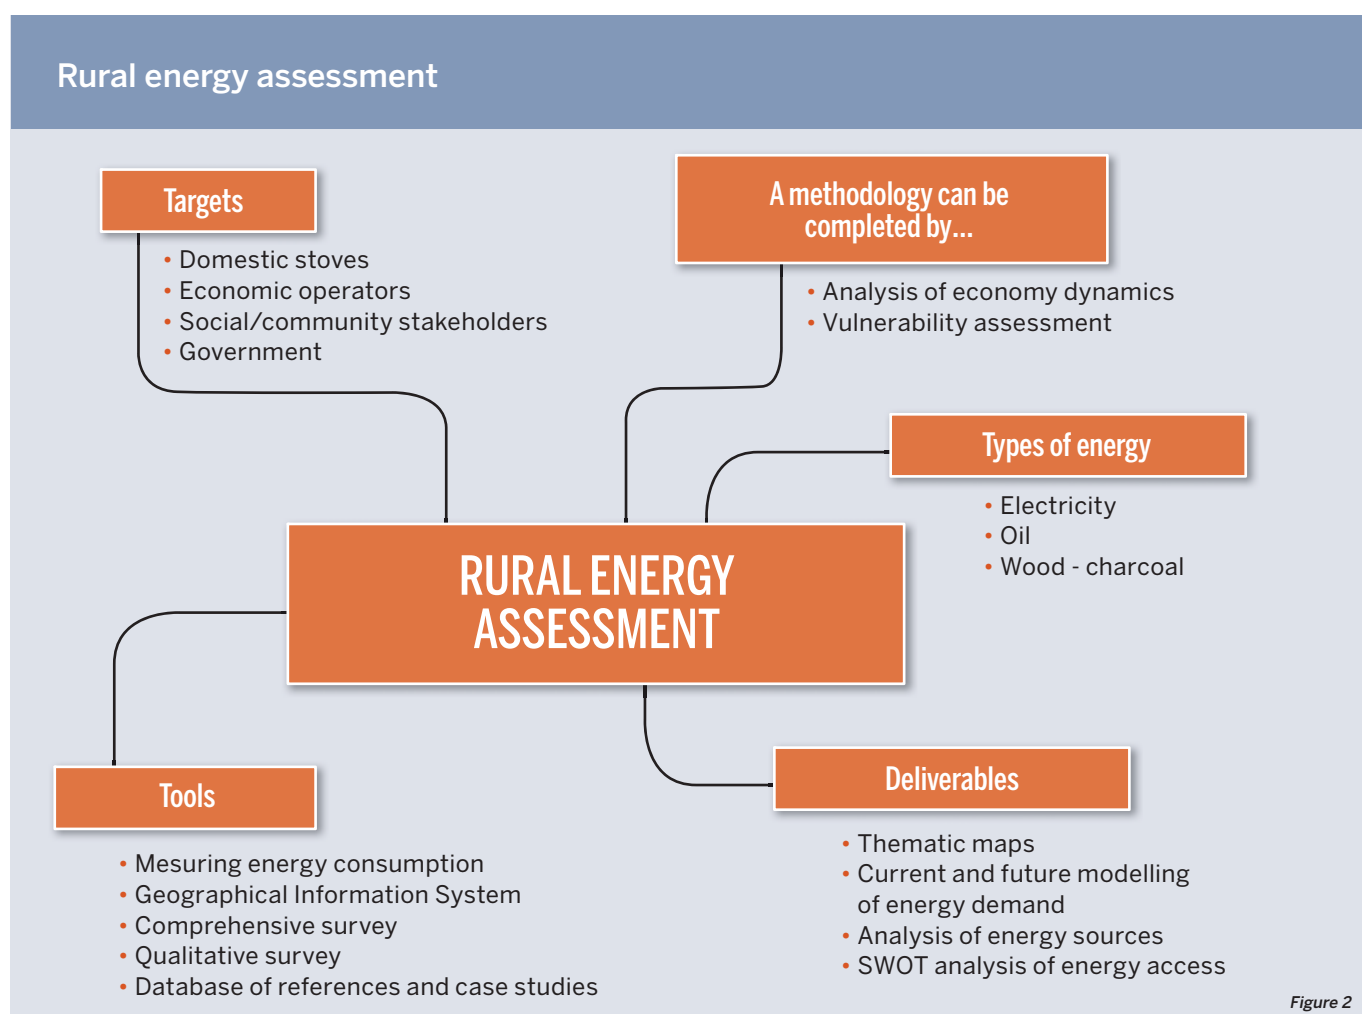 Rural energy assessment
Targets
• Domestic stoves
• Economic operators
• Social/community stakeholders
• Government
A methodology can be
completed by...
• Analysis of economy dynamics
• Vulnerability assessment
Types of energy
• Electricity
• Oil
• Wood - charcoal
RURAL ENERGY
ASSESSMENT
Tools
• Mesuring energy consumption
• Geographical Information System
• Comprehensive survey
• Qualitative survey
• Database of references and case studies
Deliverables
• Thematic maps
• Current and future modelling
of energy demand
• Analysis of energy sources
• SWOT analysis of energy access
Figure 2